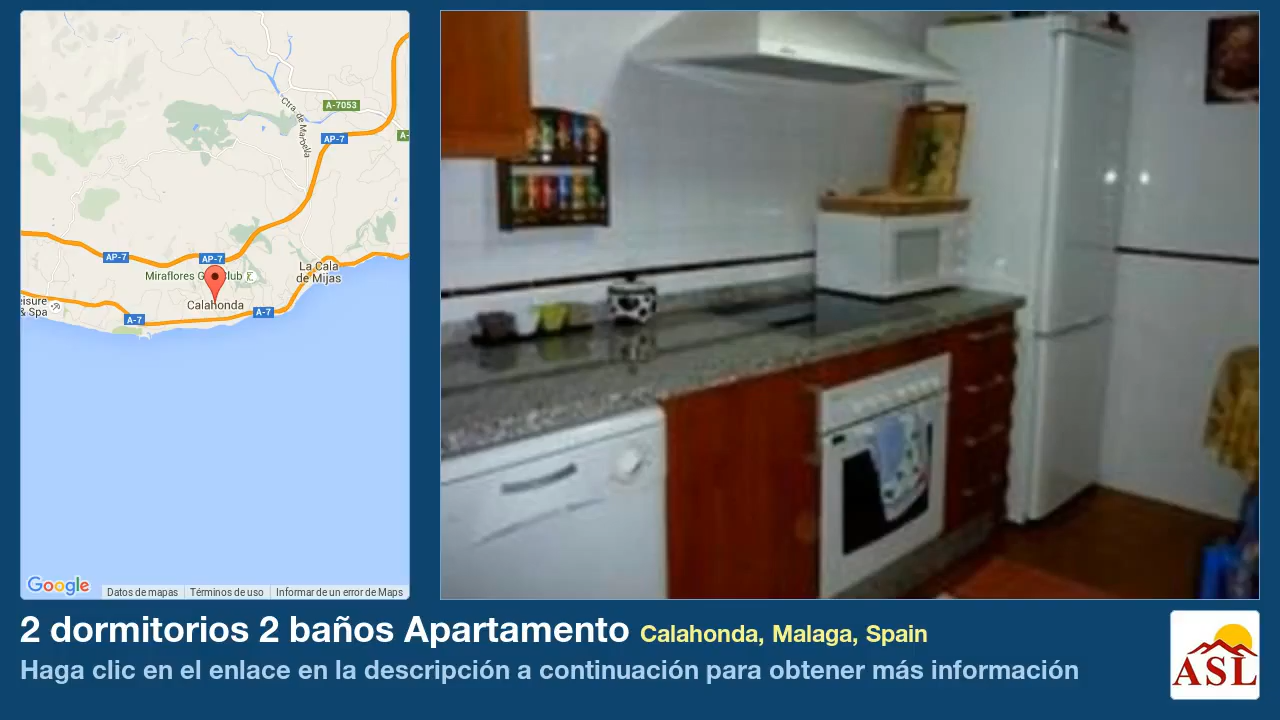 A-7053
Ctra. de Marbella
AP-7
A-
AP-7
AP-7
Miraflores G Club
La Cala
de Mijas
Calahonda
eisure
& Spa
A-7
A-7
Google
Datos de mapas
Términos de uso
Informar de un error de Maps
2 dormitorios 2 baños Apartamento Calahonda, Malaga, Spain
Haga clic en el enlace en la descripción a continuación para obtener más información
ASL